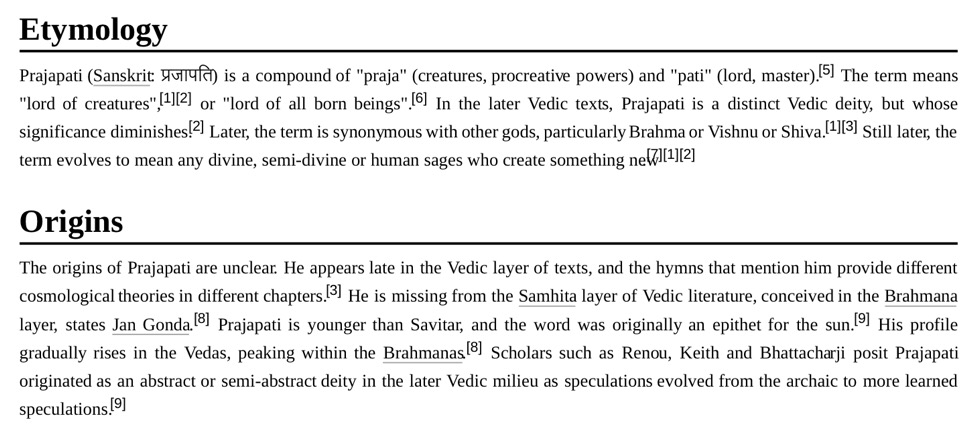 Etymology
Prajapati (Sanskrit: प्रजापति) is a compound of "praja" (creatures, procreative powers) and "pati" (lord, master).[5] The term means
"lord of creatures",[1][2] or "lord of all born beings".[6] In the later Vedic texts, Prajapati is a distinct Vedic deity, but whose
significance diminishes.[2] Later, the term is synonymous with other gods, particularly Brahma or Vishnu or Shiva.[1][3] Still later, the
term evolves to mean any divine, semi-divine or human sages who create something new.[7][1][2]
Origins
The origins of Prajapati are unclear. He appears late in the Vedic layer of texts, and the hymns that mention him provide different
cosmological theories in different chapters.[3] He is missing from the Samhita layer of Vedic literature, conceived in the Brahmana
layer, states Jan Gonda.[8] Prajapati is younger than Savitar, and the word was originally an epithet for the sun.[9] His profile
gradually rises in the Vedas, peaking within the Brahmanas.[8] Scholars such as Renou, Keith and Bhattacharji posit Prajapati
originated as an abstract or semi-abstract deity in the later Vedic milieu as speculations evolved from the archaic to more learned
speculations.[9]